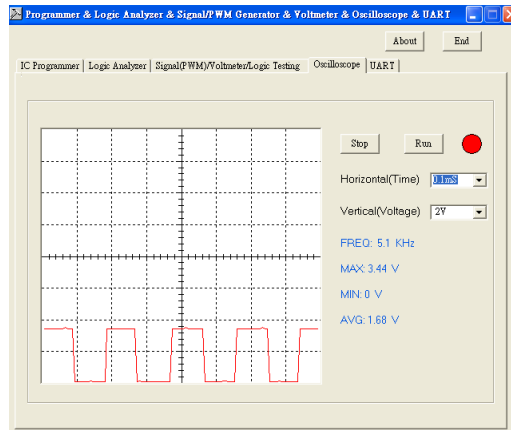 Programmer & Logic Analyzer & Signal/PWM Generator & Voltmeter & Oscilloscope & UART
About End
IC Programmer Logic Analyzer Signal(PWM)/Voltmeter/Logic Testing Oscilloscope UART
Stop Run
Horizontal(Time) 0.1mS
Vertical(Voltage) 2V
FREQ: 5.1 KHz
MAX: 3.44 V
MIN: 0 V
AVG: 1.68 V